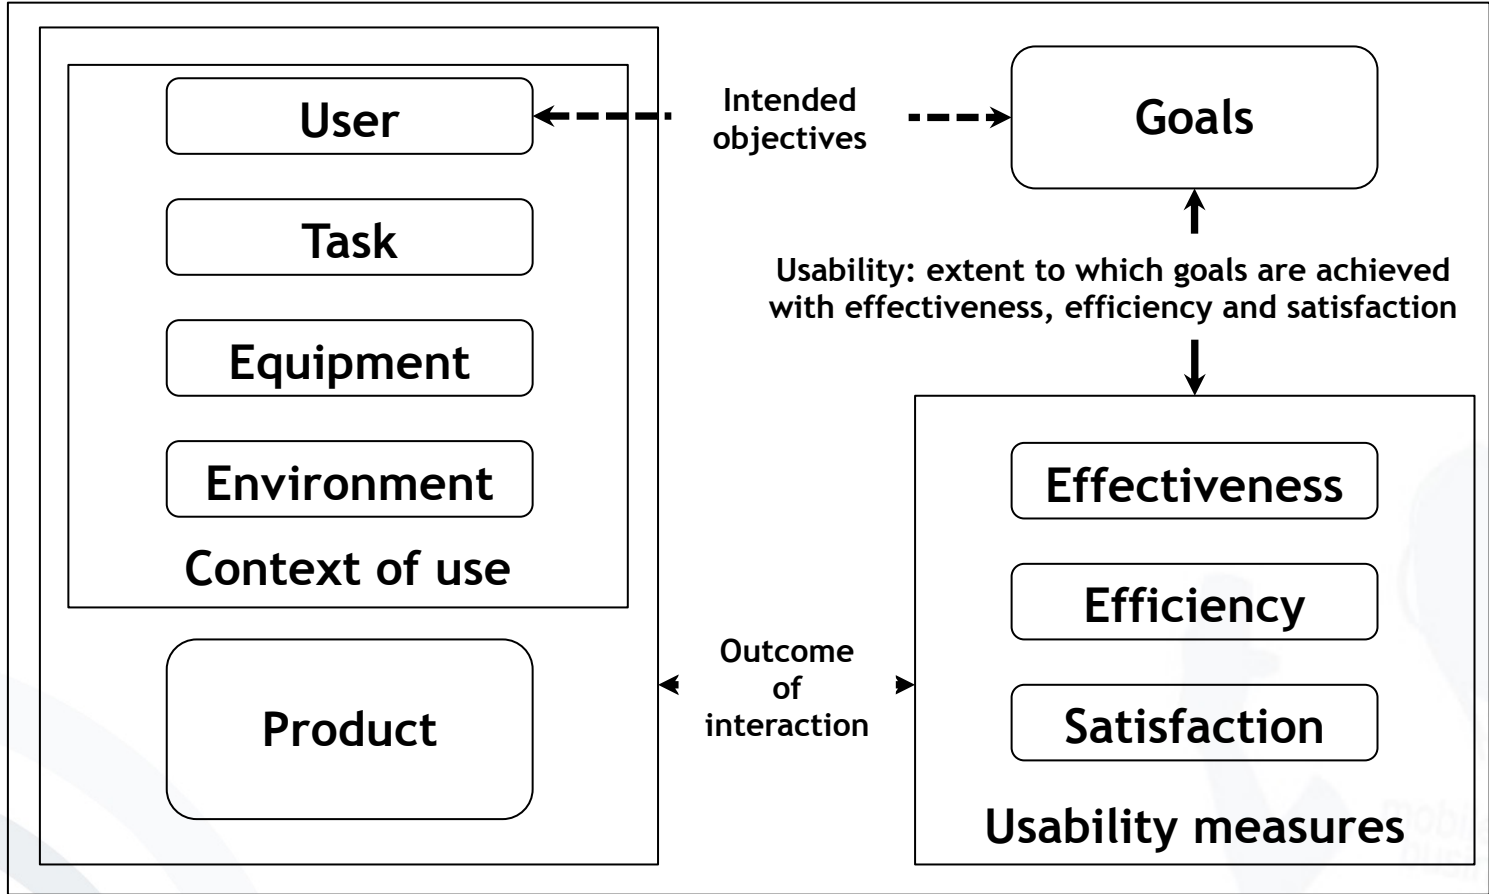 User
Task
Equipment
Environment
Context of use
Product
Intended
objectives
Outcome
of
interaction
Goals
Usability: extent to which goals are achieved
with effectiveness, efficiency and satisfaction
Effectiveness
Efficiency
Satisfaction
Usability measures